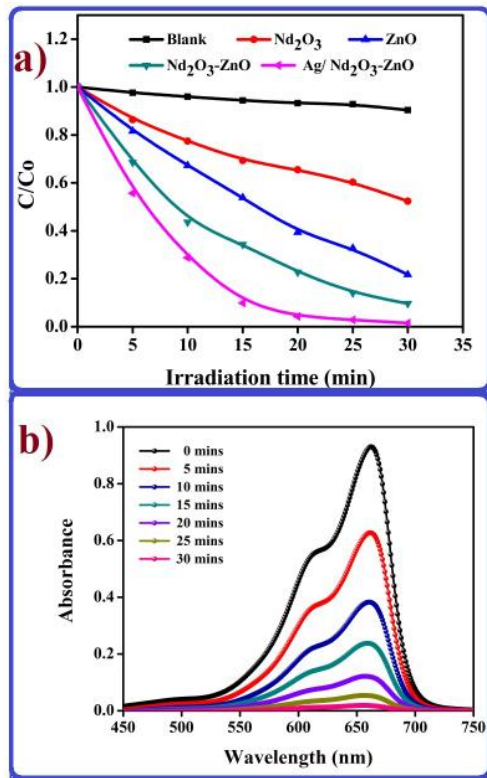 a)
Blank Nd₂O₃ ZnO
Nd₂O₃-ZnO Ag/ Nd₂O₃-ZnO
1.2
1.0
0.8
0.6
0.4
0.2
0.0
C/Co
0 5 10 15 20 25 30 35
Irradiation time (min)
b)
0 mins
5 mins
10 mins
15 mins
20 mins
25 mins
30 mins
1.0
0.8
0.6
0.4
0.2
0.0
Absorbance
450 500 550 600 650 700 750
Wavelength (nm)